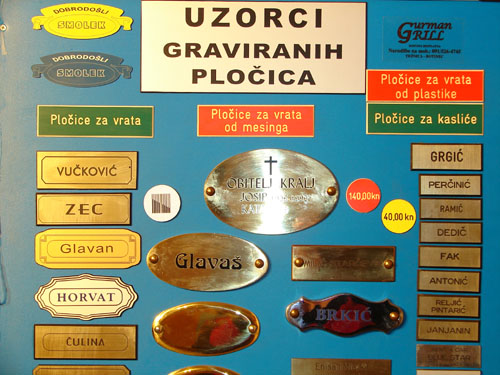 DOBRODOŠLI
SMOLEK
DOBRODOŠLI
SMOLEK
UZORCI
GRAVIRANIH
PLOČICA
Gurman
GRILL
Pločice za vrata
Pločice za vrata
od mesinga
Pločice za vrata
od plastike
Pločice za kasliće
VUČKOVIĆ
ZEC
Glavan
HORVAT
ČULINA
OBITELJ KRALJ
JOSIP
140,00kn
40,00 kn
Glavaš
BRKIĆ
GRGIĆ
PERČINIĆ
RAMIĆ
DEDIĆ
FAK
ANTONIĆ
RELJIĆ
PINTARIĆ
JANJANIN